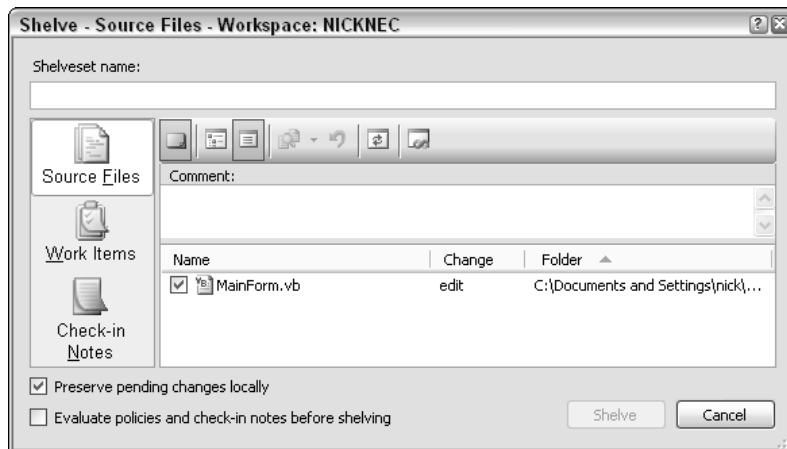 Shelve - Source Files - Workspace: NICKNEC
Shelveset name:
Source Files
Work Items
Check-in
Notes
Comment:
Name Change Folder
MainForm.vb edit C:\Documents and Settings\nick\...
Preserve pending changes locally
Evaluate policies and check-in notes before shelving
Shelve Cancel